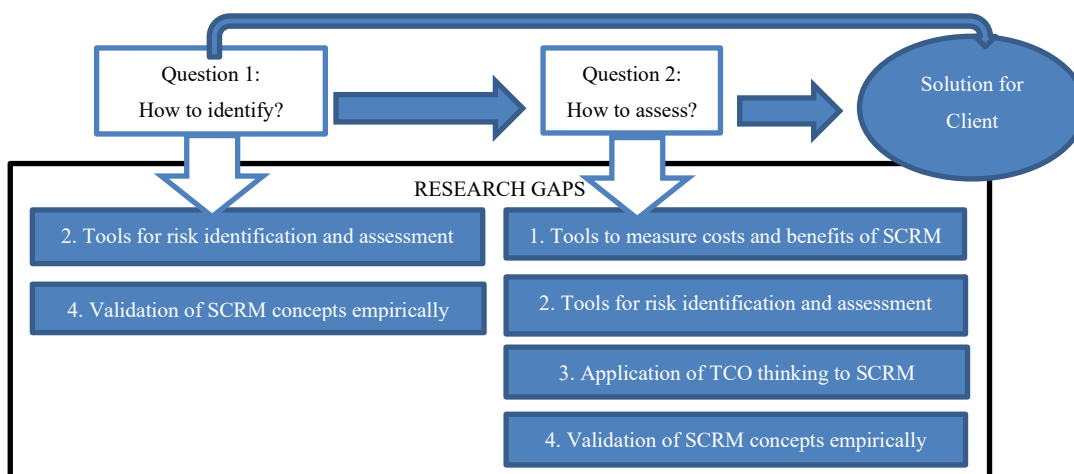 Question 1:
How to identify?
Question 2:
How to assess?
Solution for
Client
RESEARCH GAPS
2. Tools for risk identification and assessment
4. Validation of SCRM concepts empirically
1. Tools to measure costs and benefits of SCRM
2. Tools for risk identification and assessment
3. Application of TCO thinking to SCRM
4. Validation of SCRM concepts empirically